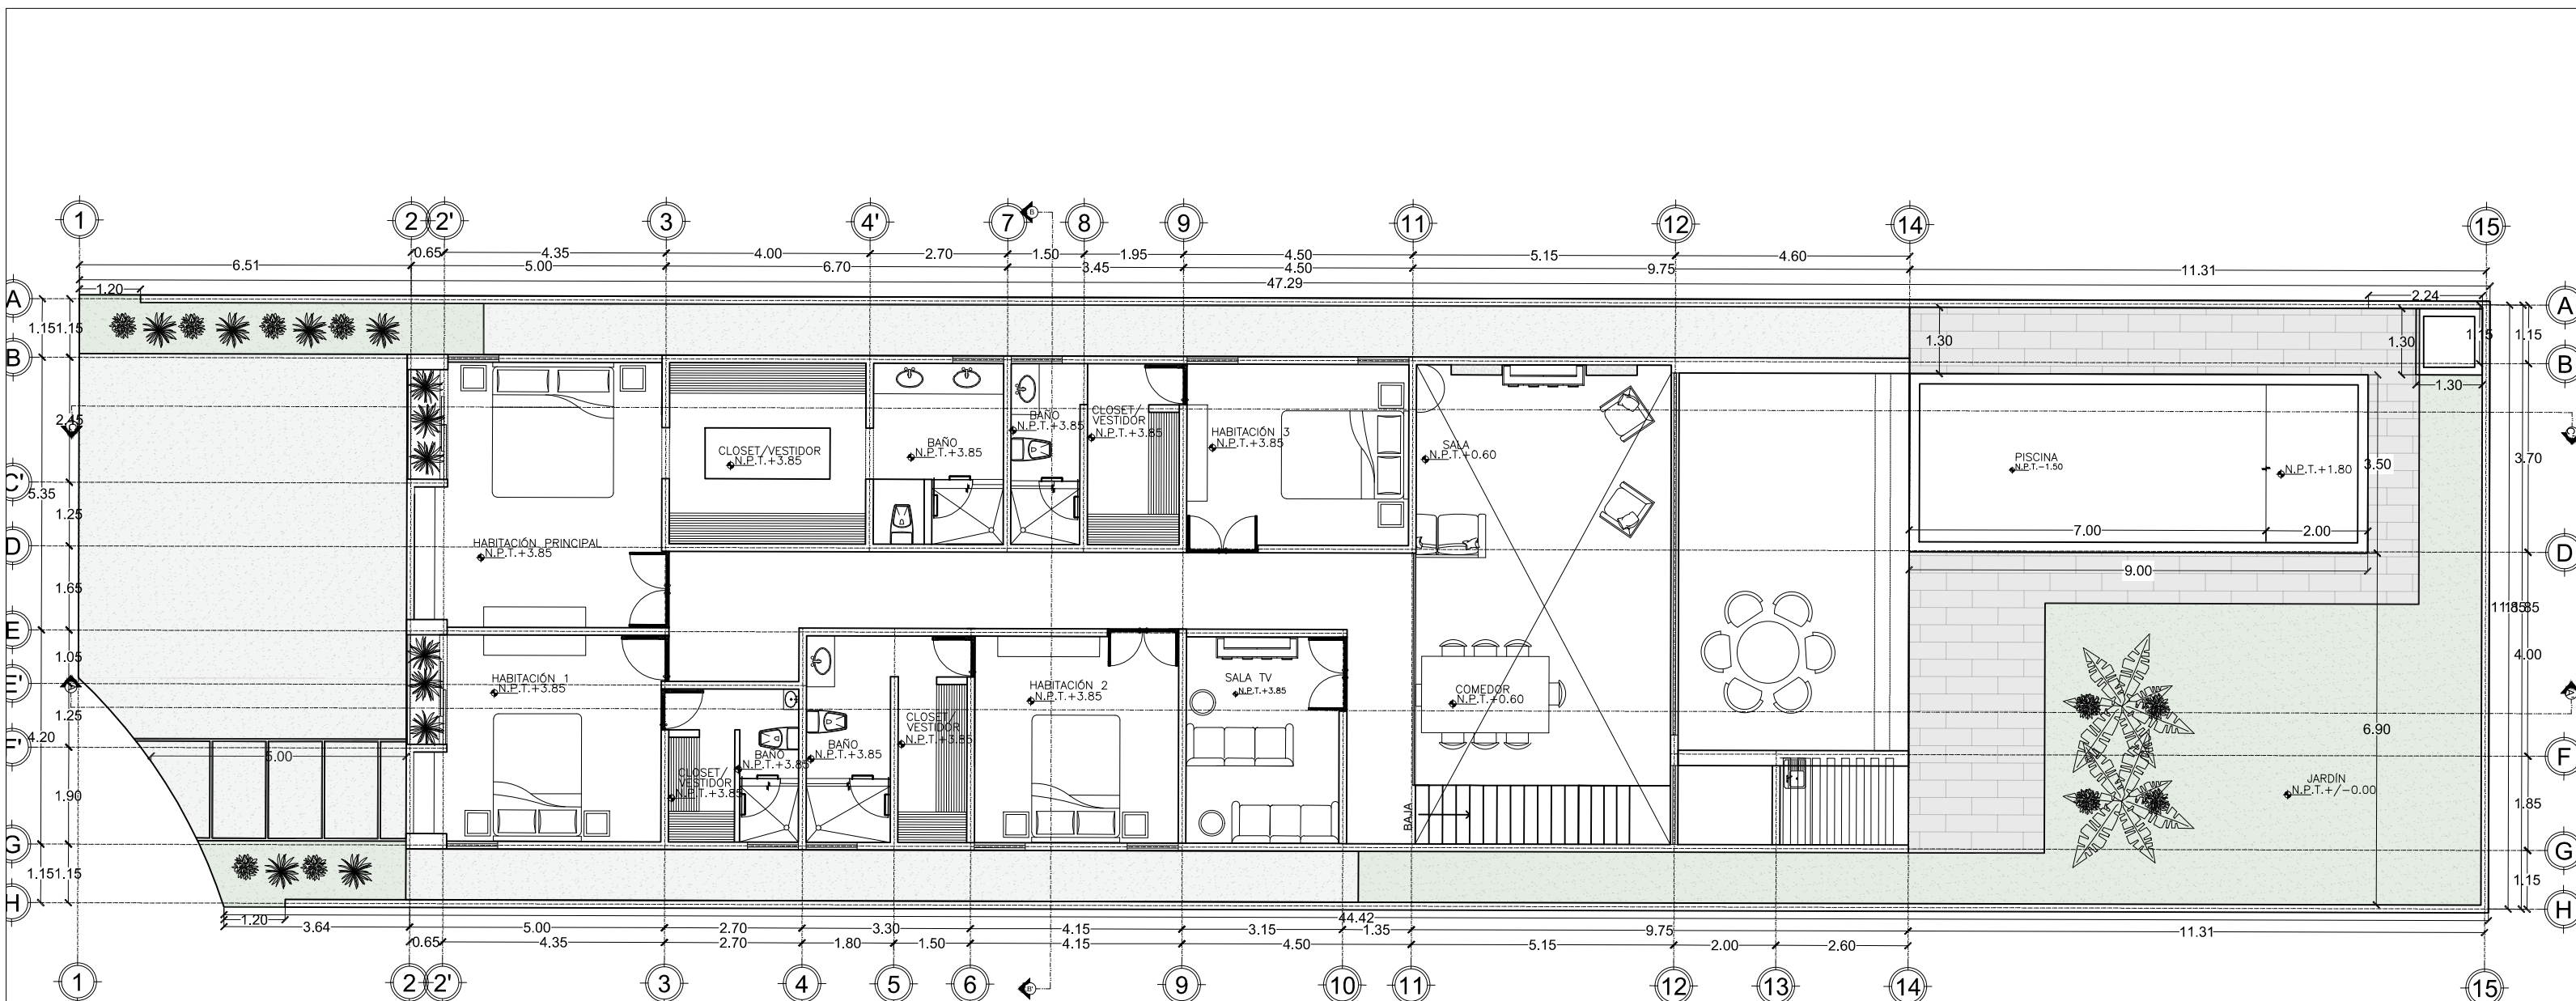 1
2
2'
3
4'
7
B
8
9
11
12
14
15
0.65
4.35
4.00
2.70
1.50
1.95
4.50
5.15
4.60
6.51
5.00
6.70
3.45
4.50
9.75
11.31
47.29
1.20
2.24
A
A
1.15
1.15
1.15
1.15
1.30
1.30
1.30
B
B
2.45
CLOSET/
VESTIDOR
N.P.T.+3.85
BAÑO
N.P.T.+3.85
HABITACIÓN 3
N.P.T.+3.85
CLOSET/VESTIDOR
N.P.T.+3.85
BAÑO
N.P.T.+3.85
SALA
N.P.T.+0.60
PISCINA
N.P.T.-1.50
N.P.T.+1.80
3.50
3.70
C'
5.35
1.25
D
HABITACIÓN PRINCIPAL
N.P.T.+3.85
7.00
2.00
D
9.00
1.65
E
1.05
E'
HABITACIÓN 1
N.P.T.+3.85
HABITACIÓN 2
N.P.T.+3.85
SALA TV
N.P.T.+3.85
COMEDOR
N.P.T.+0.60
4.00
1.25
4.20
F'
5.00
CLOSET/
VESTIDOR
N.P.T.+3.85
BAÑO
N.P.T.+3.85
BAÑO
N.P.T.+3.85
CLOSET/
VESTIDOR
N.P.T.+3.85
6.90
F
JARDÍN
N.P.T.+/-0.00
1.90
1.85
BAJA
G
G
1.15
1.15
1.15
H
H
1.20
44.42
3.64
5.00
2.70
3.30
4.15
3.15
1.35
9.75
11.31
0.65
4.35
2.70
1.80
1.50
4.15
4.50
5.15
2.00
2.60
1
2
2'
3
4
5
6
B'
9
10
11
12
13
14
15